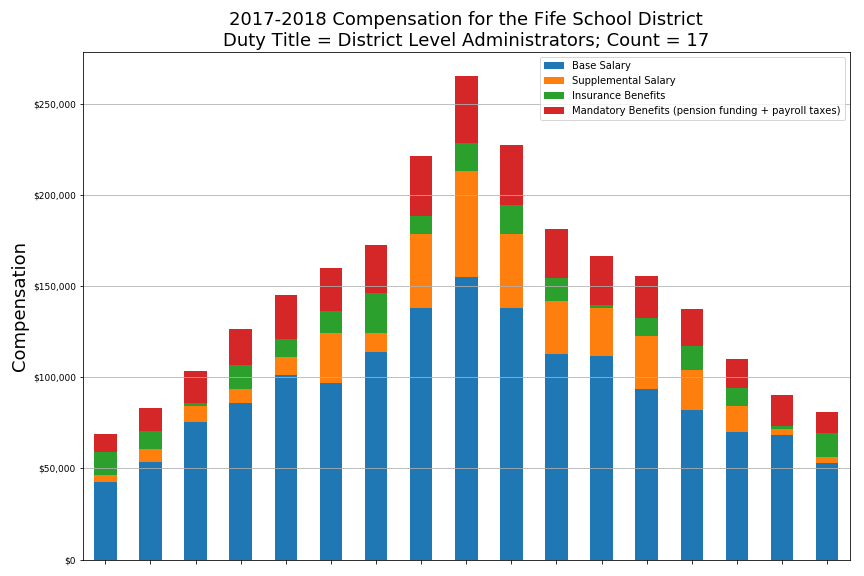 2017-2018 Compensation for the Fife School District
Duty Title = District Level Administrators; Count = 17
Base Salary
Supplemental Salary
Insurance Benefits
Mandatory Benefits (pension funding + payroll taxes)
$250,000
$200,000
$150,000
$100,000
$50,000
$0
Compensation